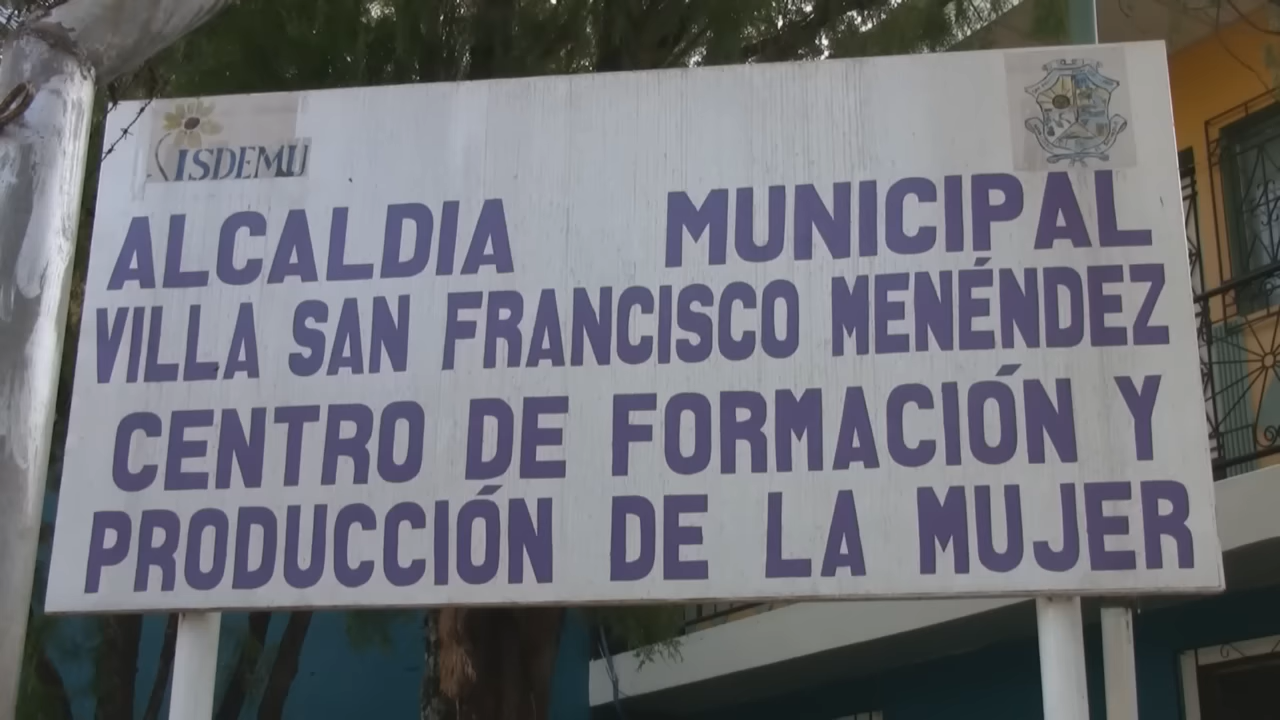 ISDEMU
ALCALDIA MUNICIPAL
VILLA SAN FRANCISCO MENÉNDEZ
CENTRO DE FORMACIÓN Y
PRODUCCIÓN DE LA MUJER